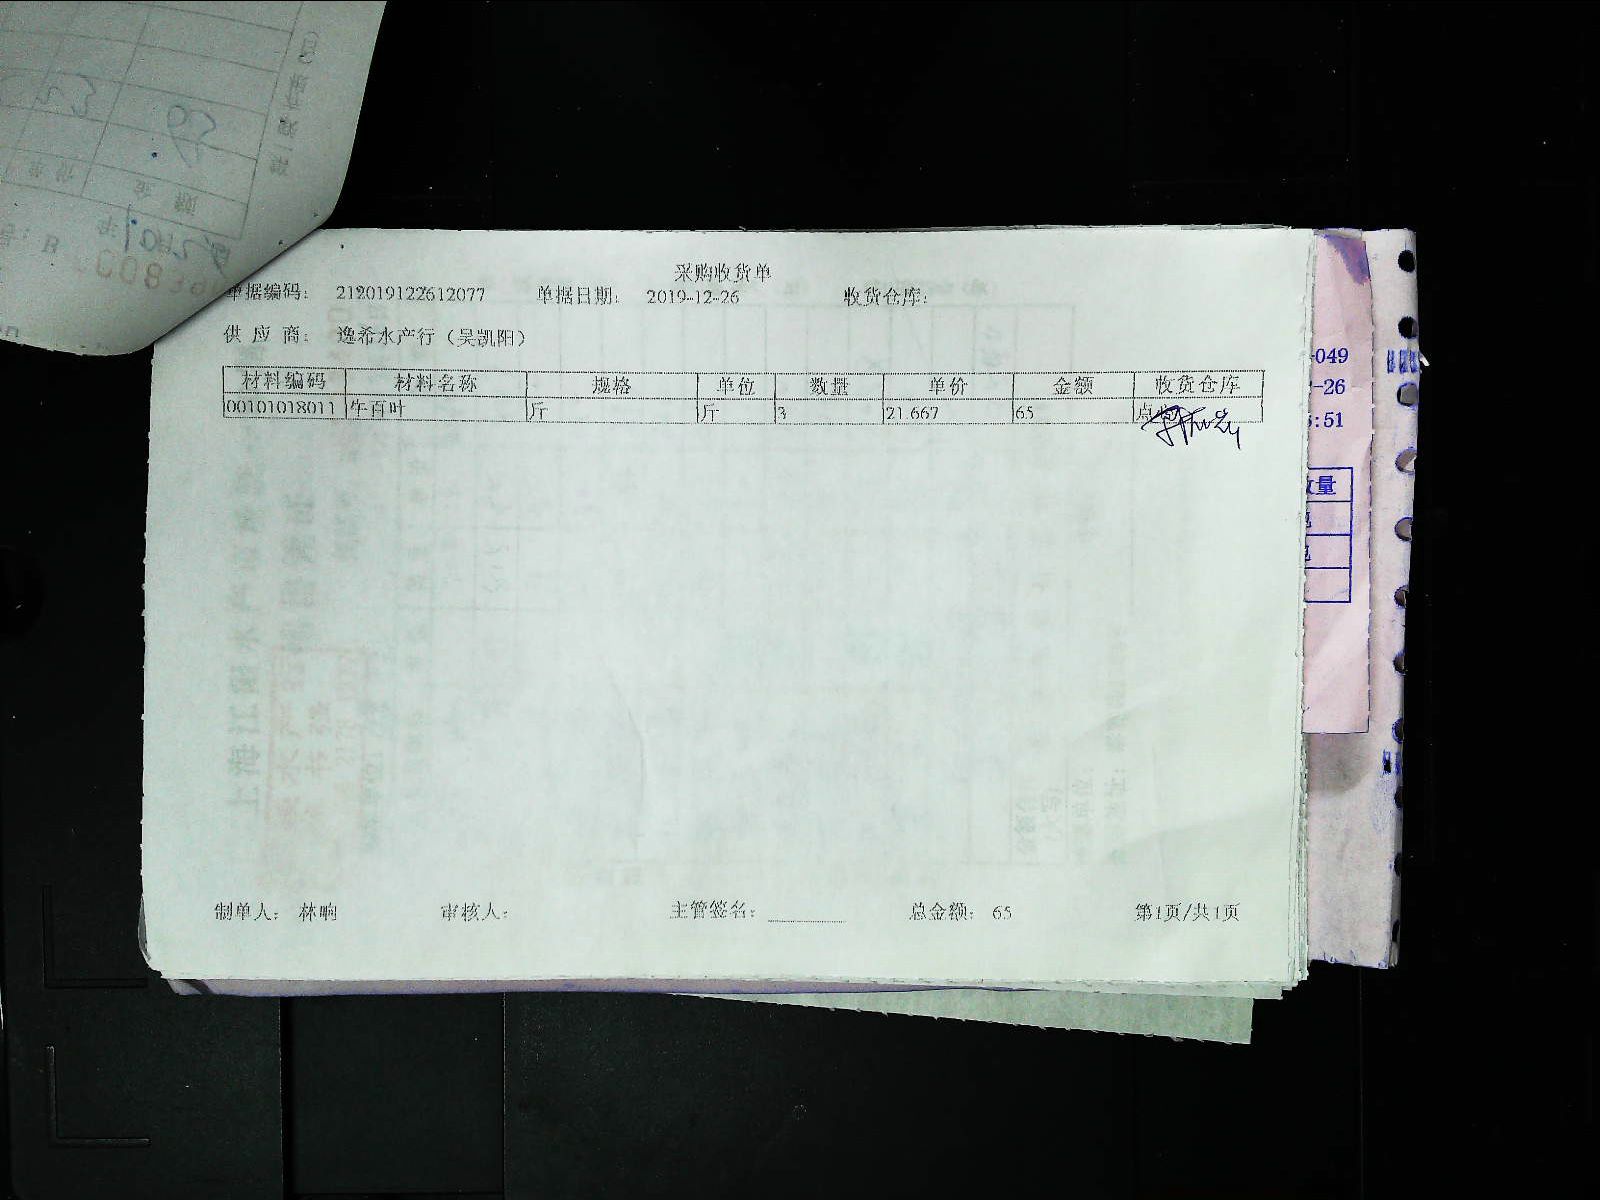 采购收货单
单据编码: 212019122612077 单据日期: 2019-12-26 收货仓库:
供 应 商: 逸希水产行（吴凯阳）
材料编码 材料名称 规格 单位 数量 单价 金额 收货仓库
00101018011 牛百叶 斤 斤 3 21.667 65 点
制单人: 林响 审核人: 主管签名: 总金额: 65 第1页/共1页
-049
-26
:51
量